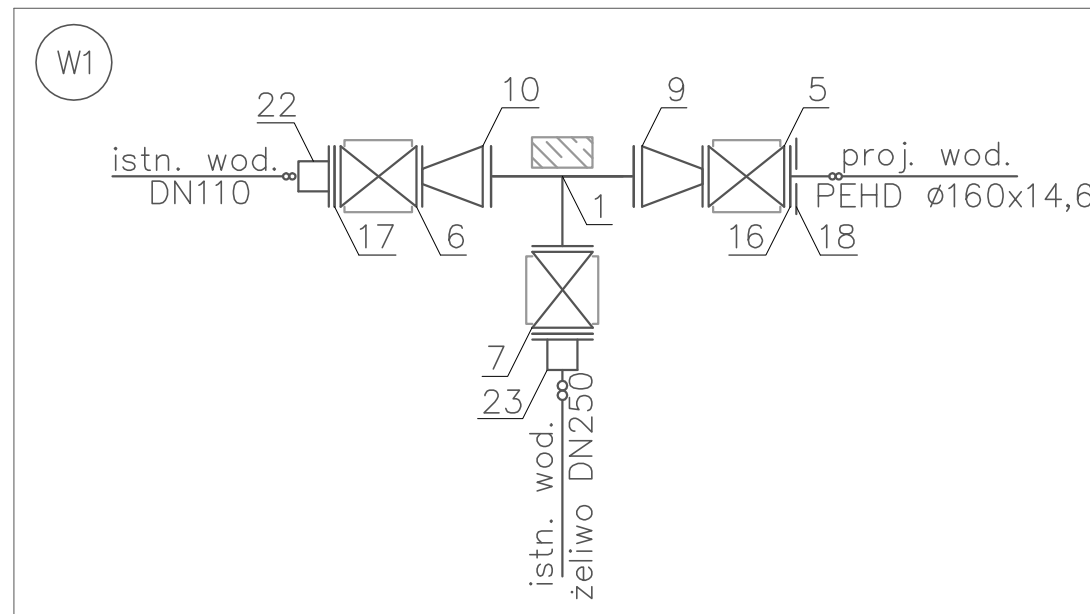 W1
22
10
9
5
istn. wod.
DN110
proj. wod.
PEHD ø160x14,6
17
6
1
16
18
7
23
istn. wod.
żeliwo DN250